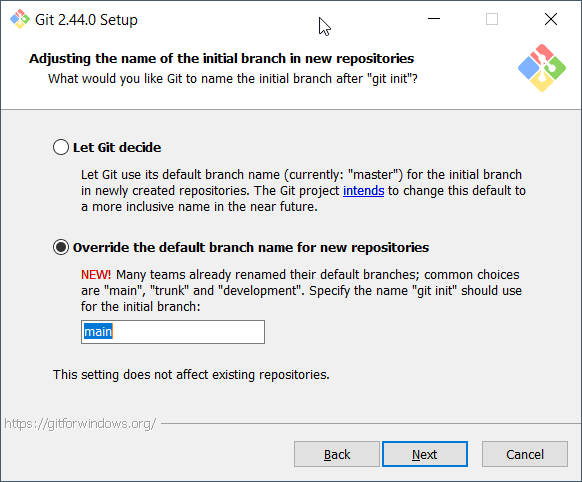 Git 2.44.0 Setup
Adjusting the name of the initial branch in new repositories
What would you like Git to name the initial branch after "git init"?
Let Git decide
Let Git use its default branch name (currently: "master") for the initial branch
in newly created repositories. The Git project intends to change this default to
a more inclusive name in the near future.
Override the default branch name for new repositories
NEW! Many teams already renamed their default branches; common choices
are "main", "trunk" and "development". Specify the name "git init" should use
for the initial branch:
main
This setting does not affect existing repositories.
https://gitforwindows.org/
Back Next Cancel